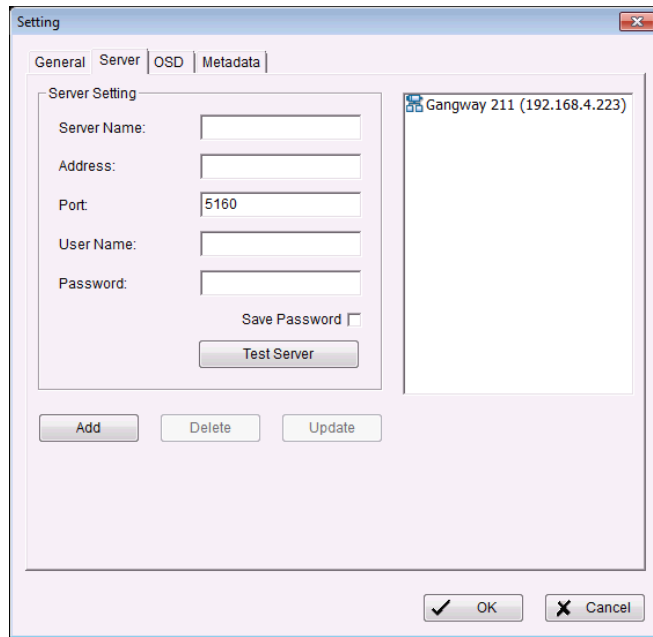 Setting
General Server OSD Metadata
Server Setting
Server Name:
Address:
Port: 5160
User Name:
Password:
Save Password
Test Server
Gangway 211 (192.168.4.223)
Add Delete Update
OK Cancel